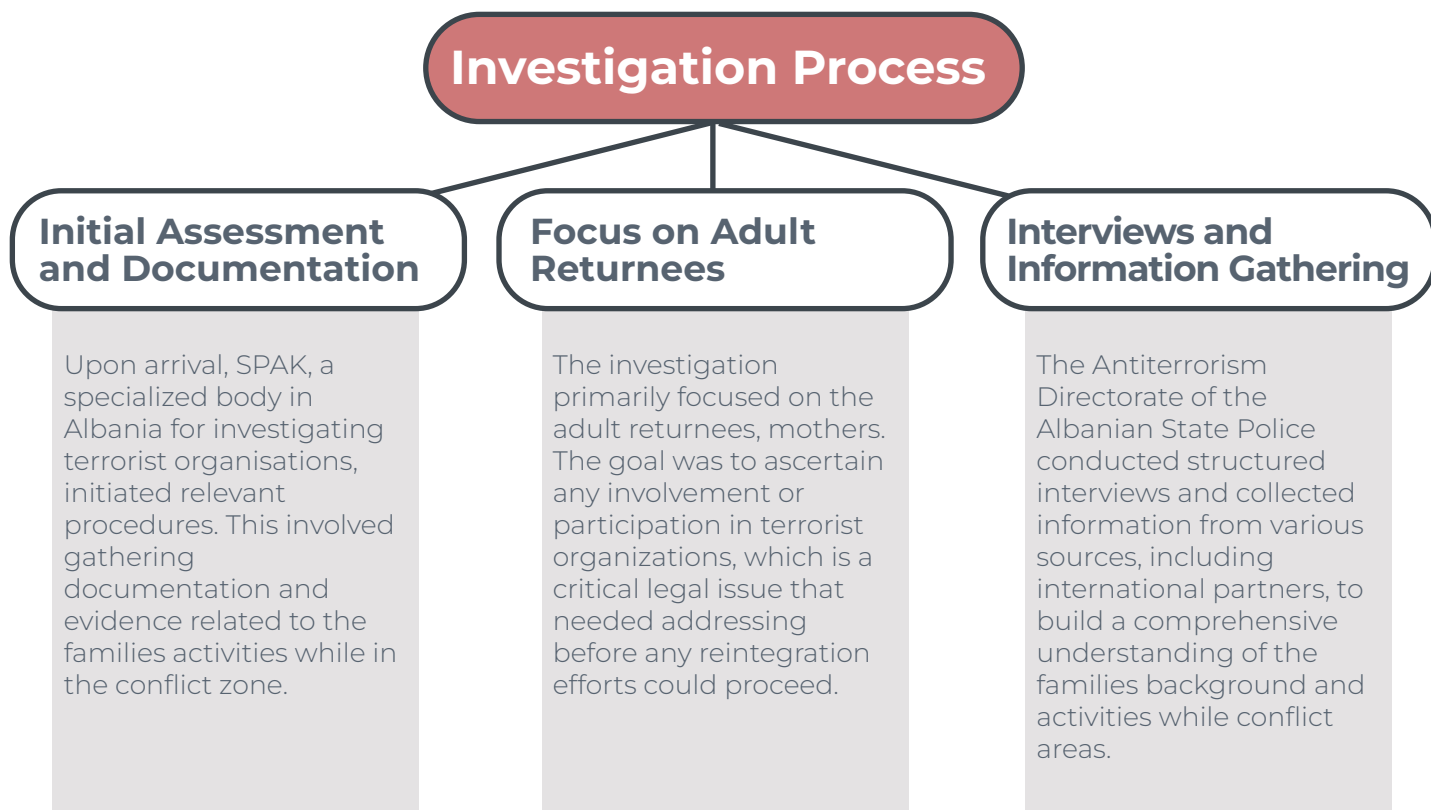 Investigation Process
Initial Assessment
and Documentation
Upon arrival, SPAK, a
specialized body in
Albania for investigating
terrorist organisations,
initiated relevant
procedures. This involved
gathering
documentation and
evidence related to the
families activities while in
the conflict zone.
Focus on Adult
Returnees
The investigation
primarily focused on the
adult returnees, mothers.
The goal was to ascertain
any involvement or
participation in terrorist
organizations, which is a
critical legal issue that
needed addressing
before any reintegration
efforts could proceed.
Interviews and
Information Gathering
The Antiterrorism
Directorate of the
Albanian State Police
conducted structured
interviews and collected
information from various
sources, including
international partners, to
build a comprehensive
understanding of the
families background and
activities while conflict
areas.